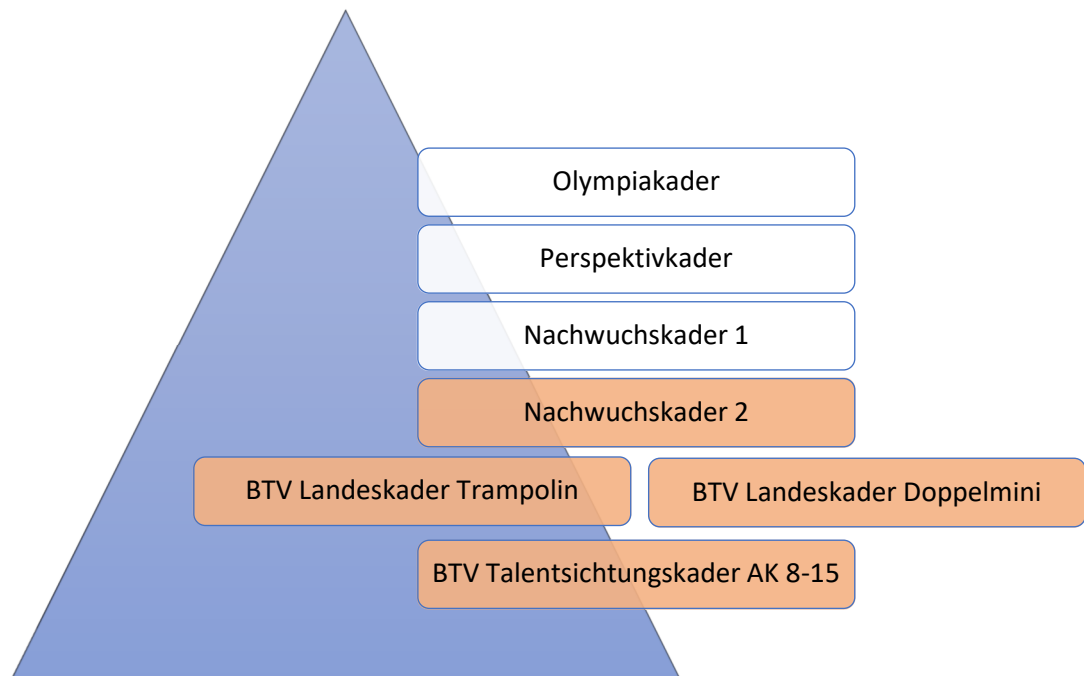 Olympiakader
Perspektivkader
Nachwuchskader 1
Nachwuchskader 2
BTV Landeskader Trampolin
BTV Landeskader Doppelmini
BTV Talentsichtungskader AK 8-15